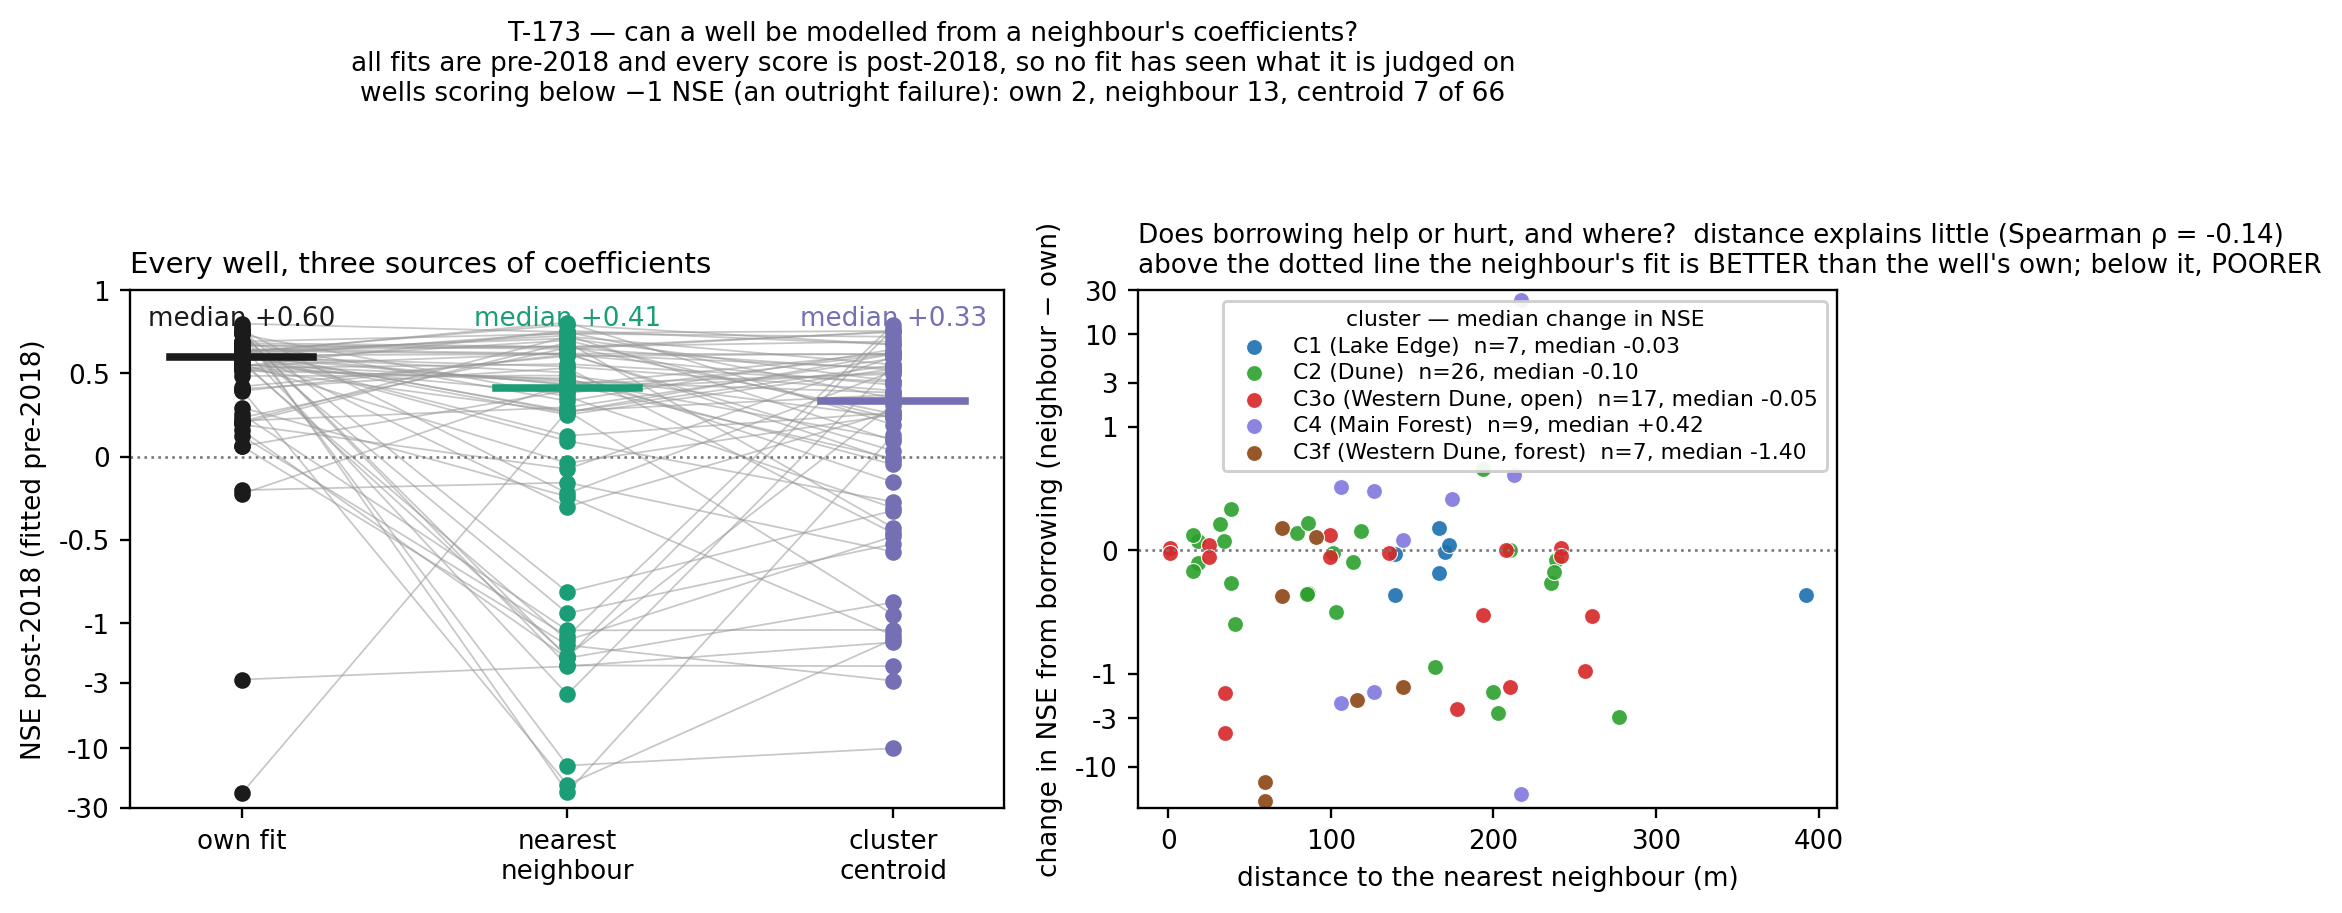 T-173 — can a well be modelled from a neighbour's coefficients?
all fits are pre-2018 and every score is post-2018, so no fit has seen what it is judged on
wells scoring below −1 NSE (an outright failure): own 2, neighbour 13, centroid 7 of 66
Every well, three sources of coefficients
NSE post-2018 (fitted pre-2018)
1
0.5
0
-0.5
-1
-3
-10
-30
median +0.60
median +0.41
median +0.33
own fit
nearest
neighbour
cluster
centroid
Does borrowing help or hurt, and where?  distance explains little (Spearman ρ = -0.14)
above the dotted line the neighbour's fit is BETTER than the well's own; below it, POORER
change in NSE from borrowing (neighbour − own)
30
10
3
1
0
-1
-3
-10
cluster — median change in NSE
C1 (Lake Edge)  n=7, median -0.03
C2 (Dune)  n=26, median -0.10
C3o (Western Dune, open)  n=17, median -0.05
C4 (Main Forest)  n=9, median +0.42
C3f (Western Dune, forest)  n=7, median -1.40
0
100
200
300
400
distance to the nearest neighbour (m)